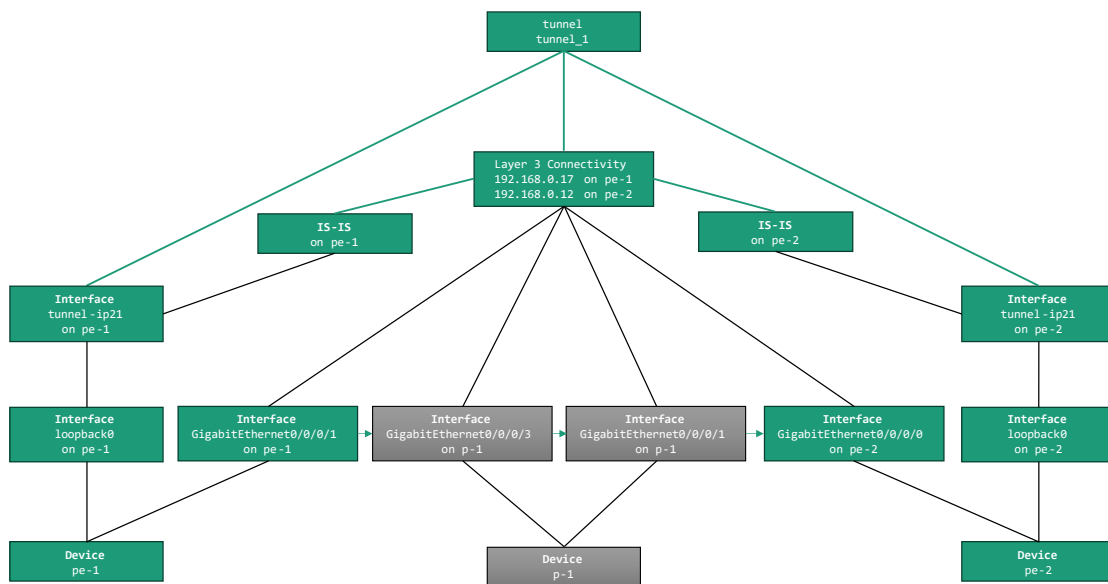 tunnel
tunnel_1
Layer 3 Connectivity
192.168.0.17 on pe-1
192.168.0.12 on pe-2
IS-IS
on pe-1
IS-IS
on pe-2
Interface
tunnel-ip21
on pe-1
Interface
tunnel-ip21
on pe-2
Interface
loopback0
on pe-1
Interface
GigabitEthernet0/0/0/1
on pe-1
Interface
GigabitEthernet0/0/0/3
on p-1
Interface
GigabitEthernet0/0/0/1
on p-1
Interface
GigabitEthernet0/0/0/0
on pe-2
Interface
loopback0
on pe-2
Device
pe-1
Device
p-1
Device
pe-2